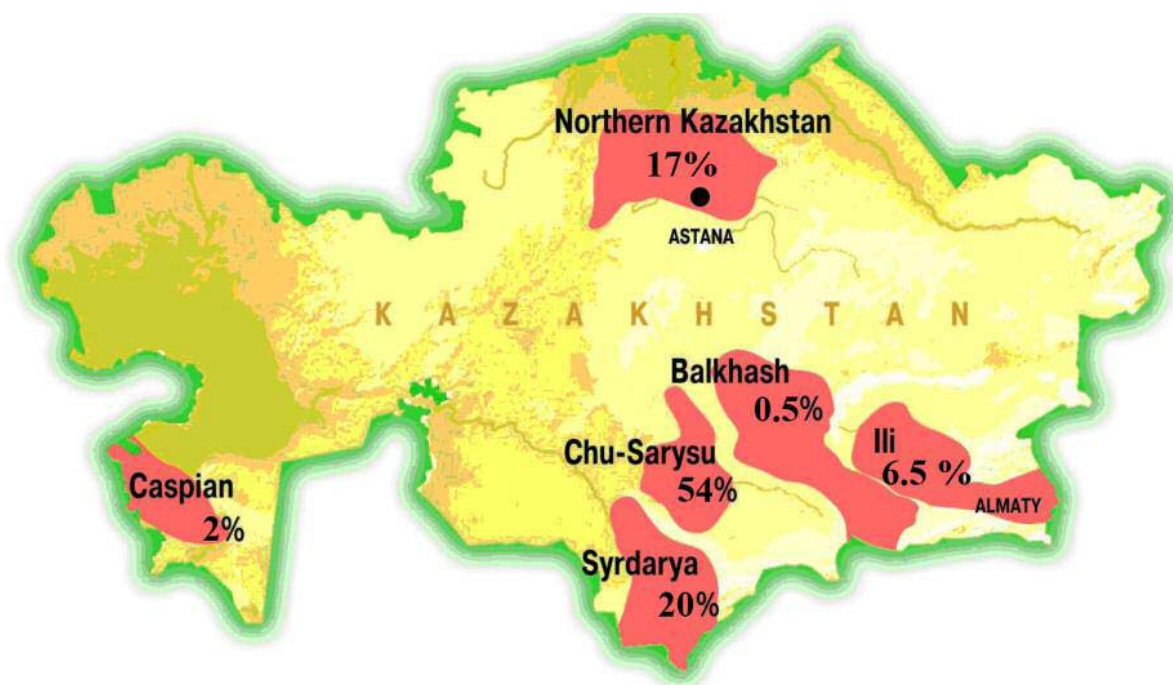 Northern Kazakhstan
17%
ASTANA
K A Z A K H S T A N
Balkhash
0.5%
Ili
6.5 %
Chu-Sarysu
54%
ALMATY
Caspian
2%
Syrdarya
20%